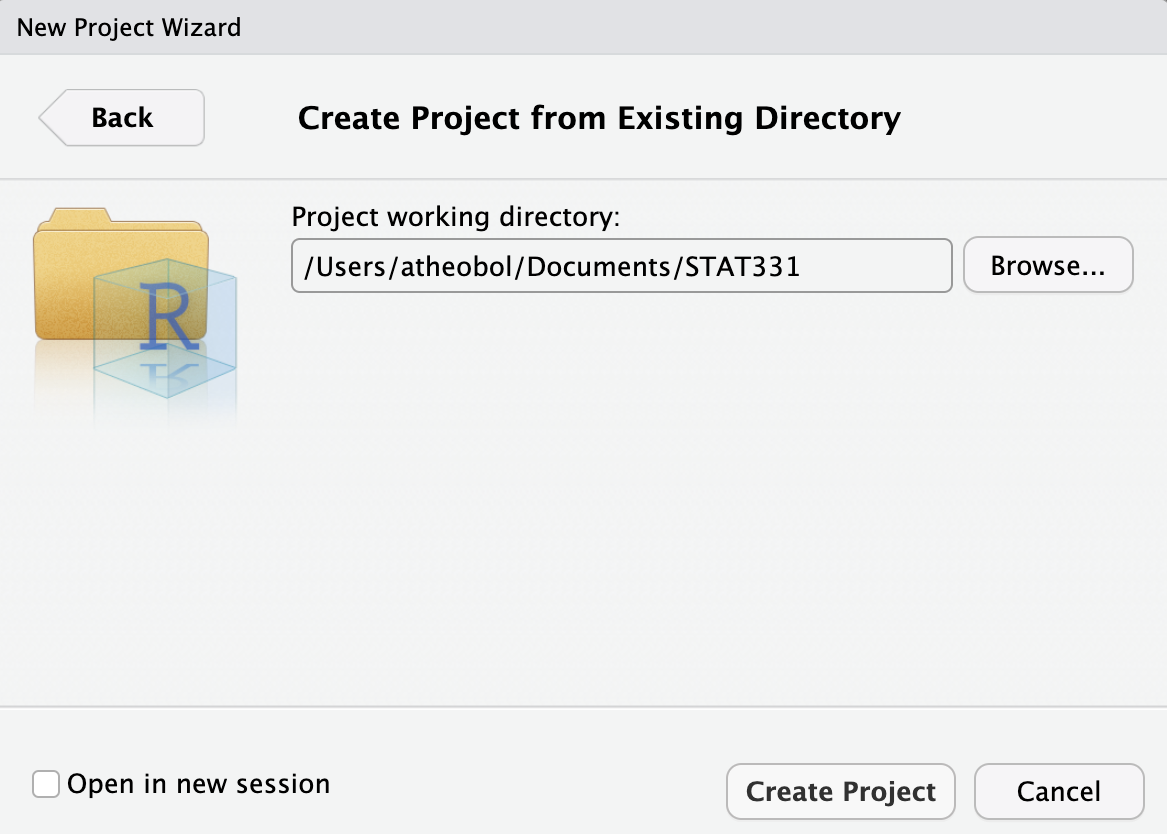 New Project Wizard
Back
Create Project from Existing Directory
Project working directory:
/Users/atheobol/Documents/STAT331
Browse...
R
Open in new session
Create Project
Cancel